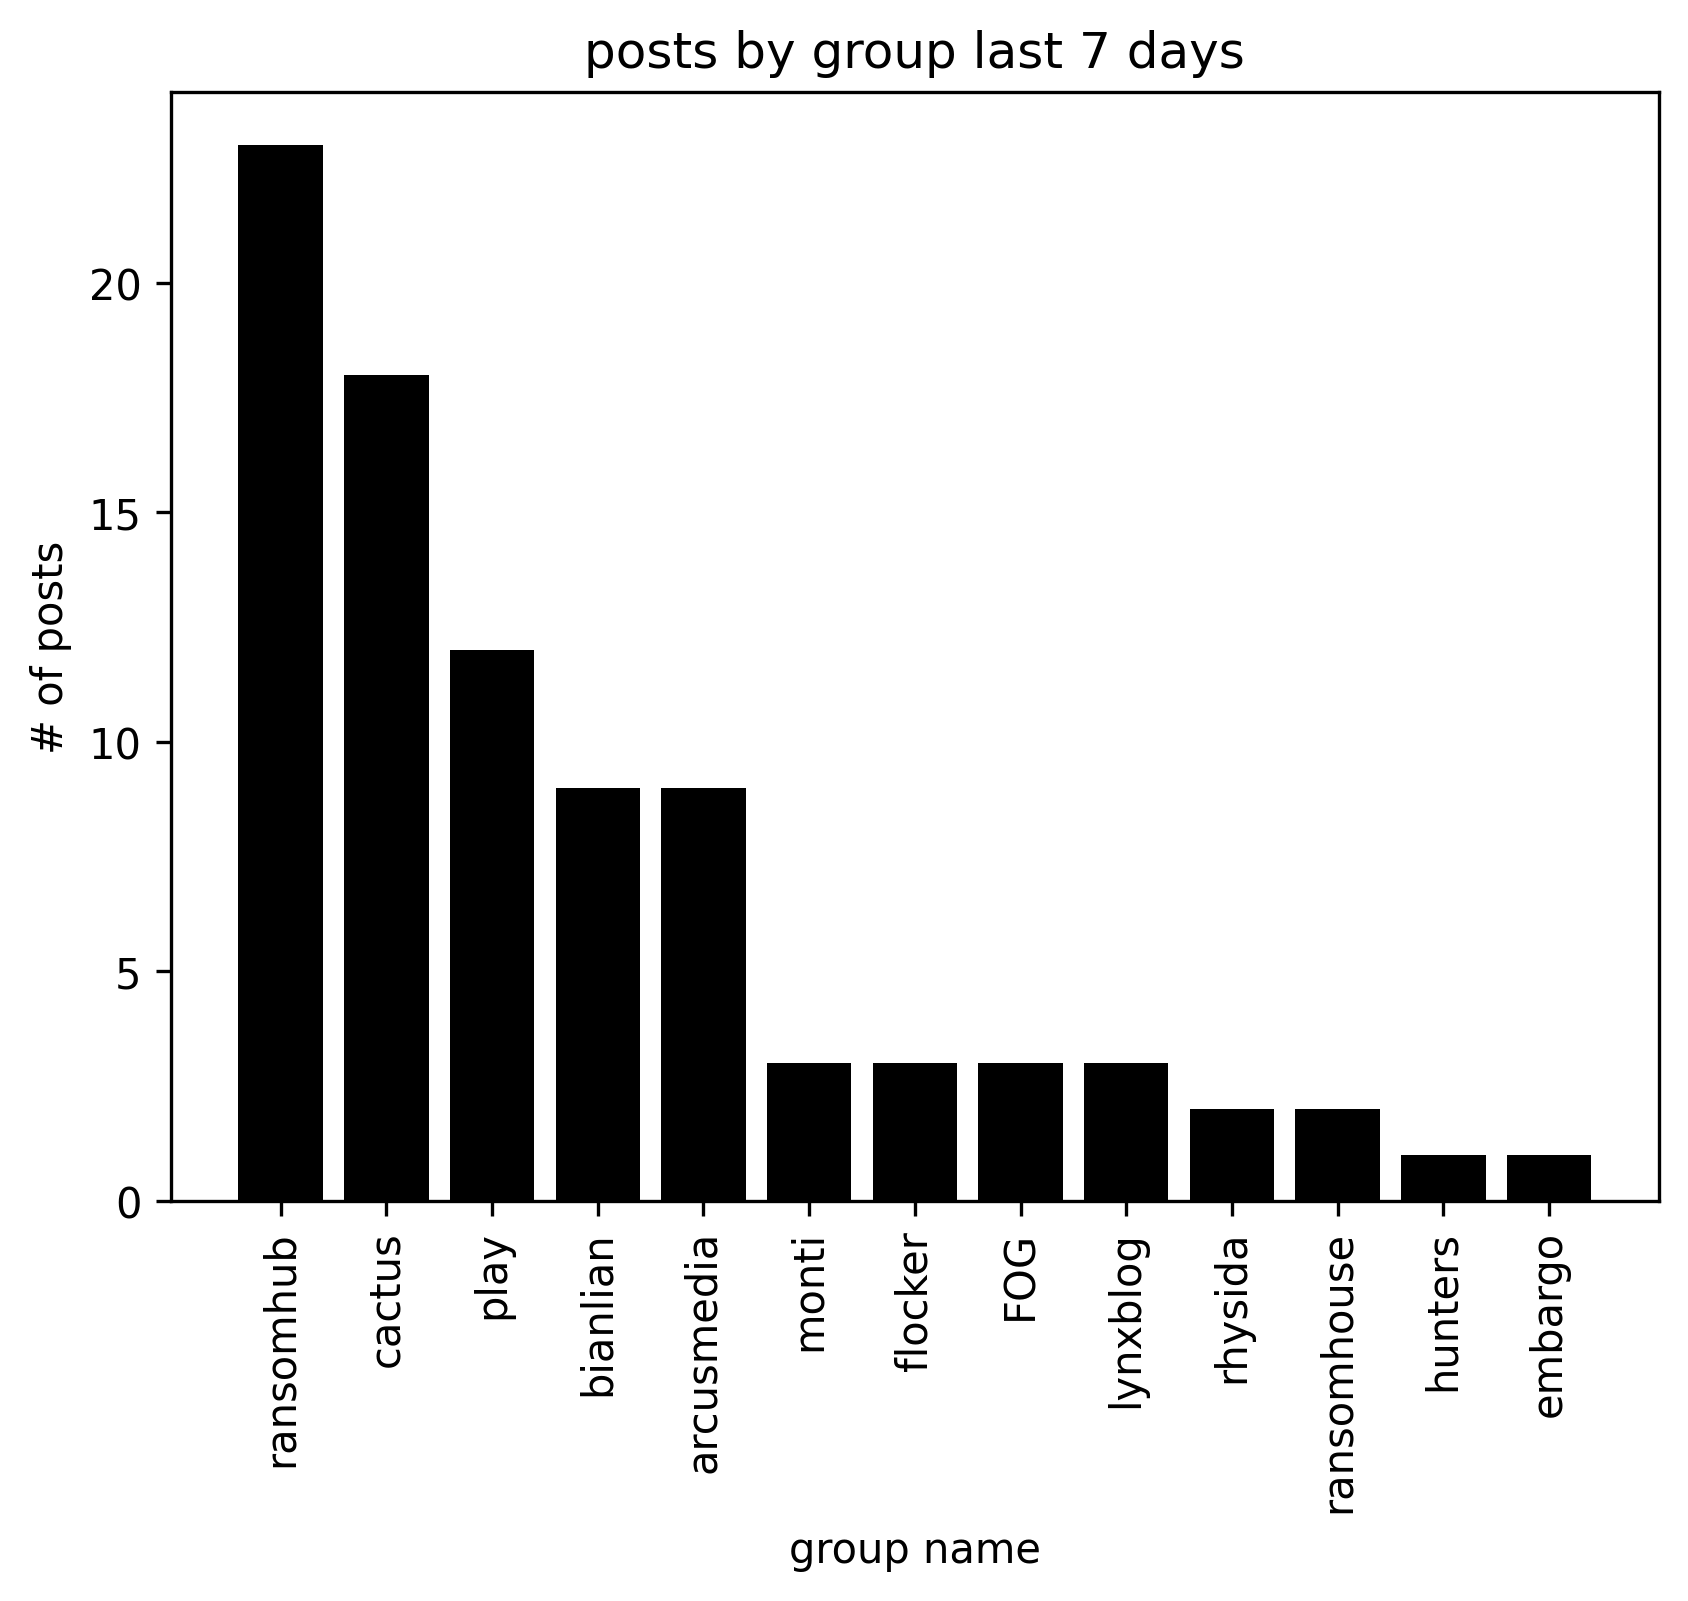 posts by group last 7 days
# of posts
20
15
10
5
0
ransomhub
cactus
play
bianlian
arcusmedia
monti
flocker
FOG
lynxblog
rhysida
ransomhouse
hunters
embargo
group name